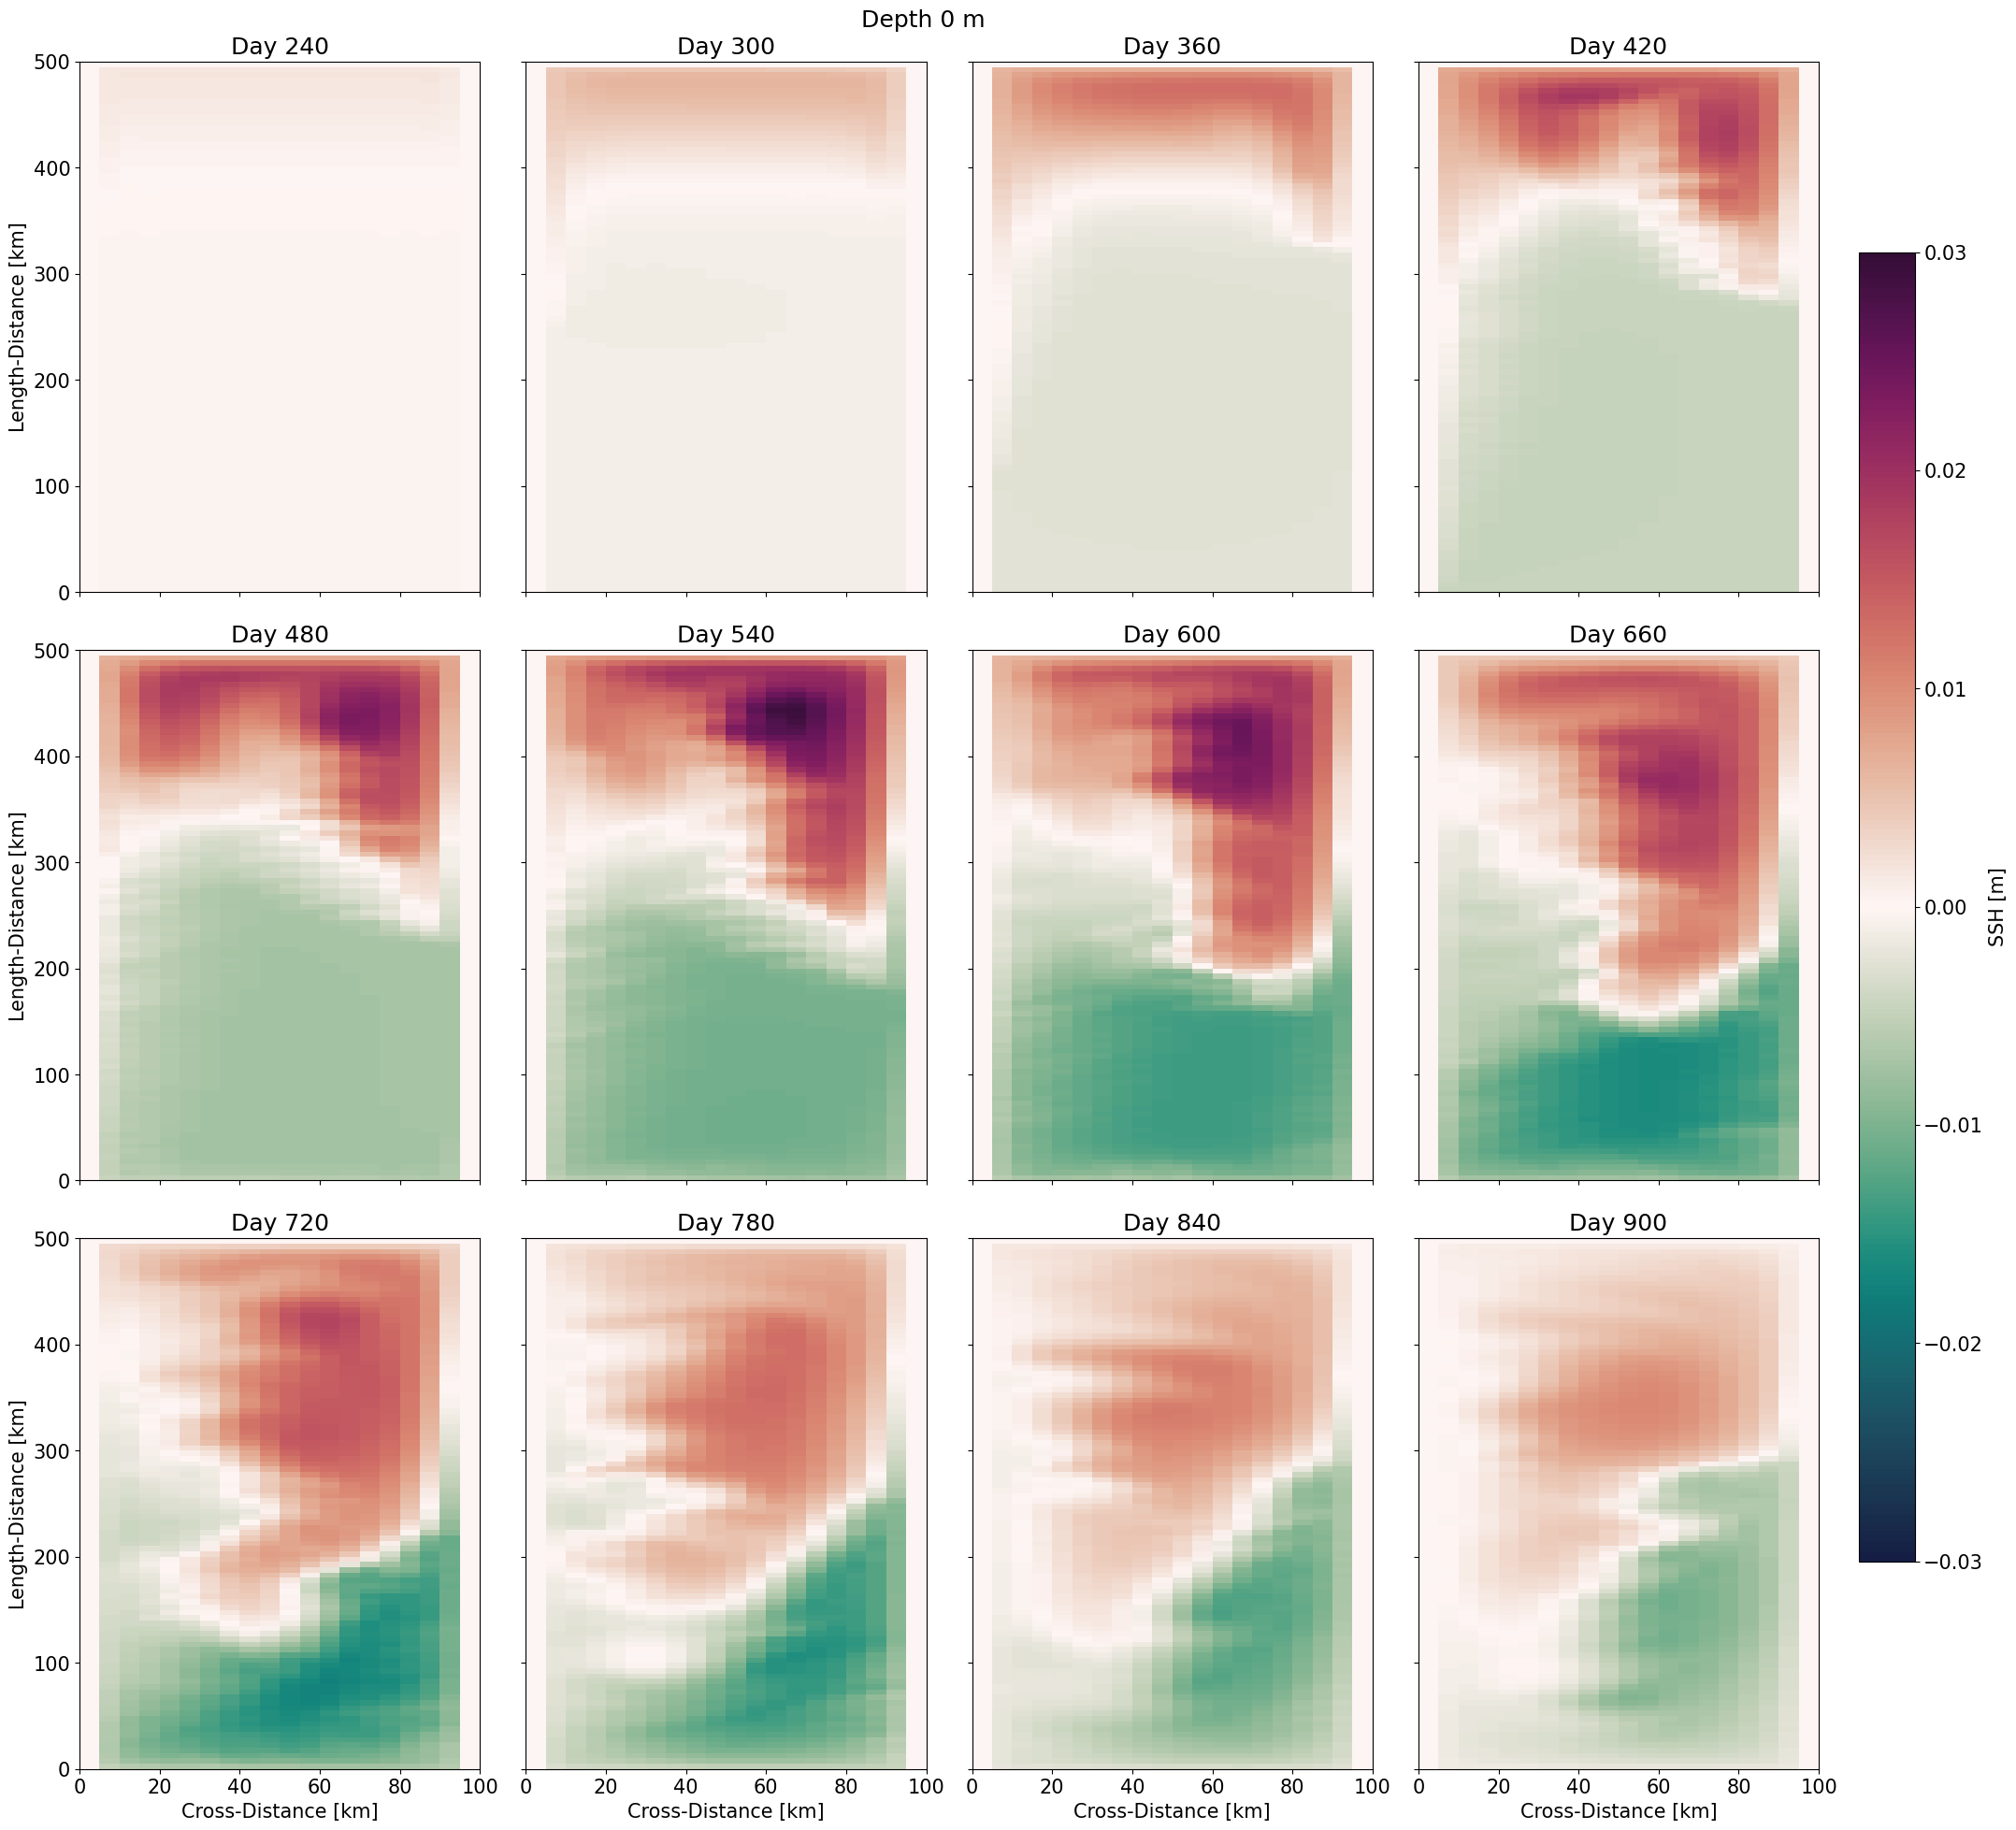 Depth 0 m
Day 240
Day 300
Day 360
Day 420
500
400
300
200
100
0
Length-Distance [km]
Day 480
Day 540
Day 600
Day 660
500
400
300
200
100
0
Length-Distance [km]
Day 720
Day 780
Day 840
Day 900
500
400
300
200
100
0
Length-Distance [km]
0 20 40 60 80 100
0 20 40 60 80 100
0 20 40 60 80 100
0 20 40 60 80 100
Cross-Distance [km]
Cross-Distance [km]
Cross-Distance [km]
Cross-Distance [km]
0.03
0.02
0.01
0.00
−0.01
−0.02
−0.03
SSH [m]